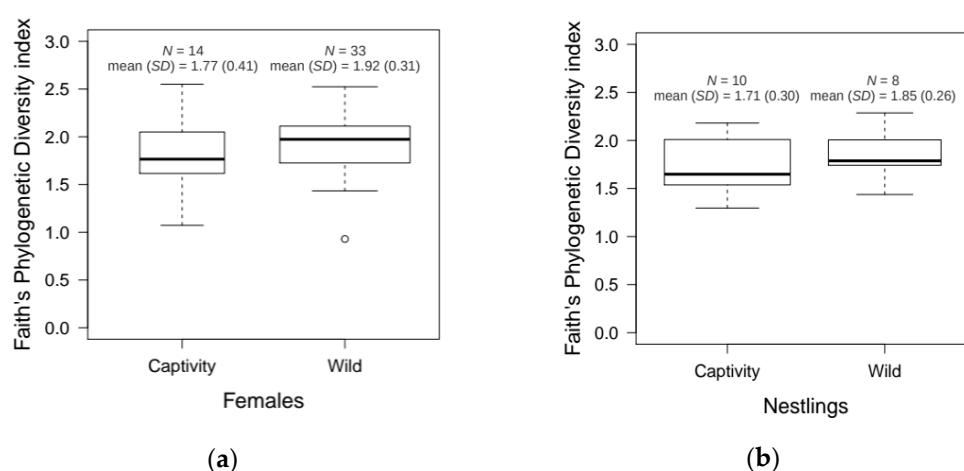 Faith's Phylogenetic Diversity index
3.0
2.5
2.0
1.5
1.0
0.5
0.0
N = 14
mean (SD) = 1.77 (0.41)
N = 33
mean (SD) = 1.92 (0.31)
Captivity
Wild
Females
(a)
Faith's Phylogenetic Diversity index
3.0
2.5
2.0
1.5
1.0
0.5
0.0
N = 10
mean (SD) = 1.71 (0.30)
N = 8
mean (SD) = 1.85 (0.26)
Captivity
Wild
Nestlings
(b)